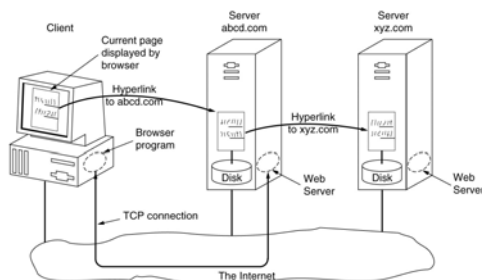 Client
Server
abcd.com
Server
xyz.com
Current page
displayed by
browser
Hyperlink
to abcd.com
Hyperlink
to xyz.com
Browser
program
Disk
Web
Server
Disk
Web
Server
TCP connection
The Internet